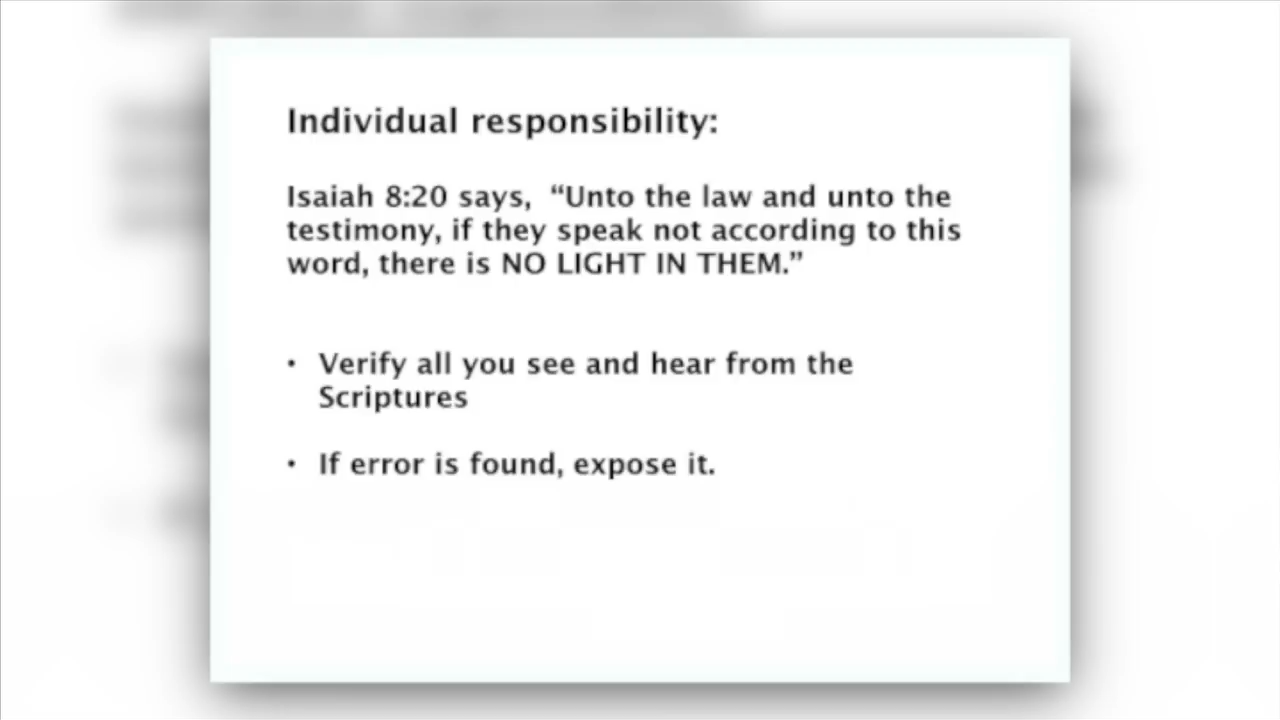 Individual responsibility:
Isaiah 8:20 says, “Unto the law and unto the
testimony, if they speak not according to this
word, there is NO LIGHT IN THEM.”
• Verify all you see and hear from the
Scriptures
• If error is found, expose it.